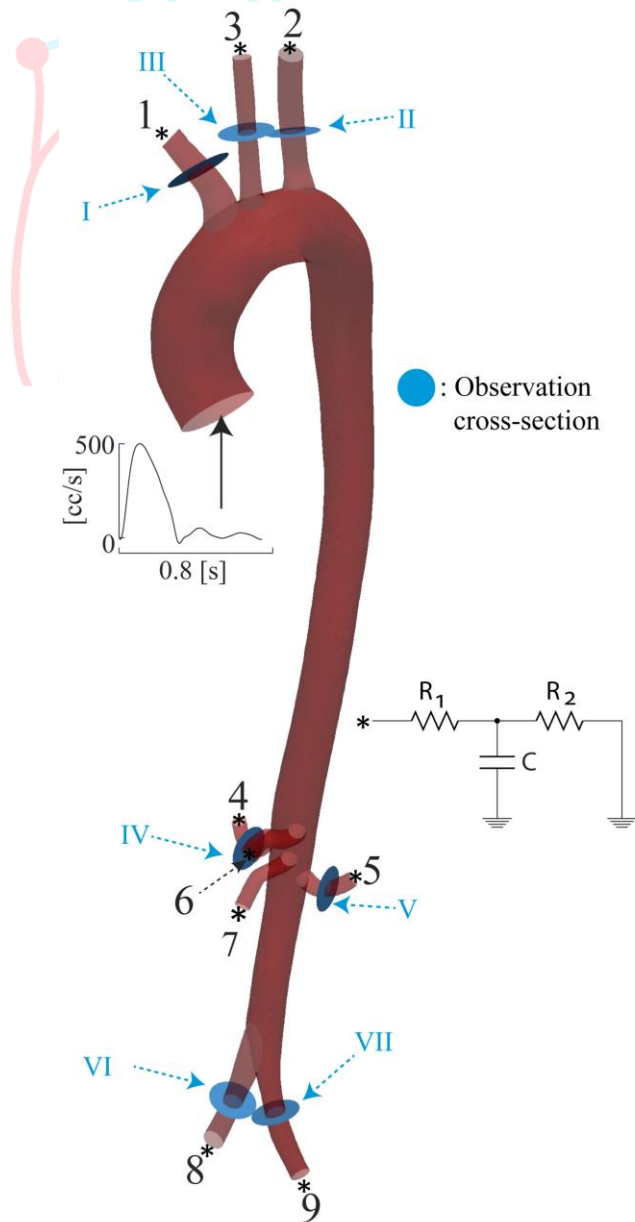 3
2
III
1
*
*
*
II
I
: Observation
cross-section
500
[cc/s]
0
0.8 [s]
R1
R2
*
C
4
*
IV
*
*
5
6
*
V
7
VII
VI
*
8
*
9